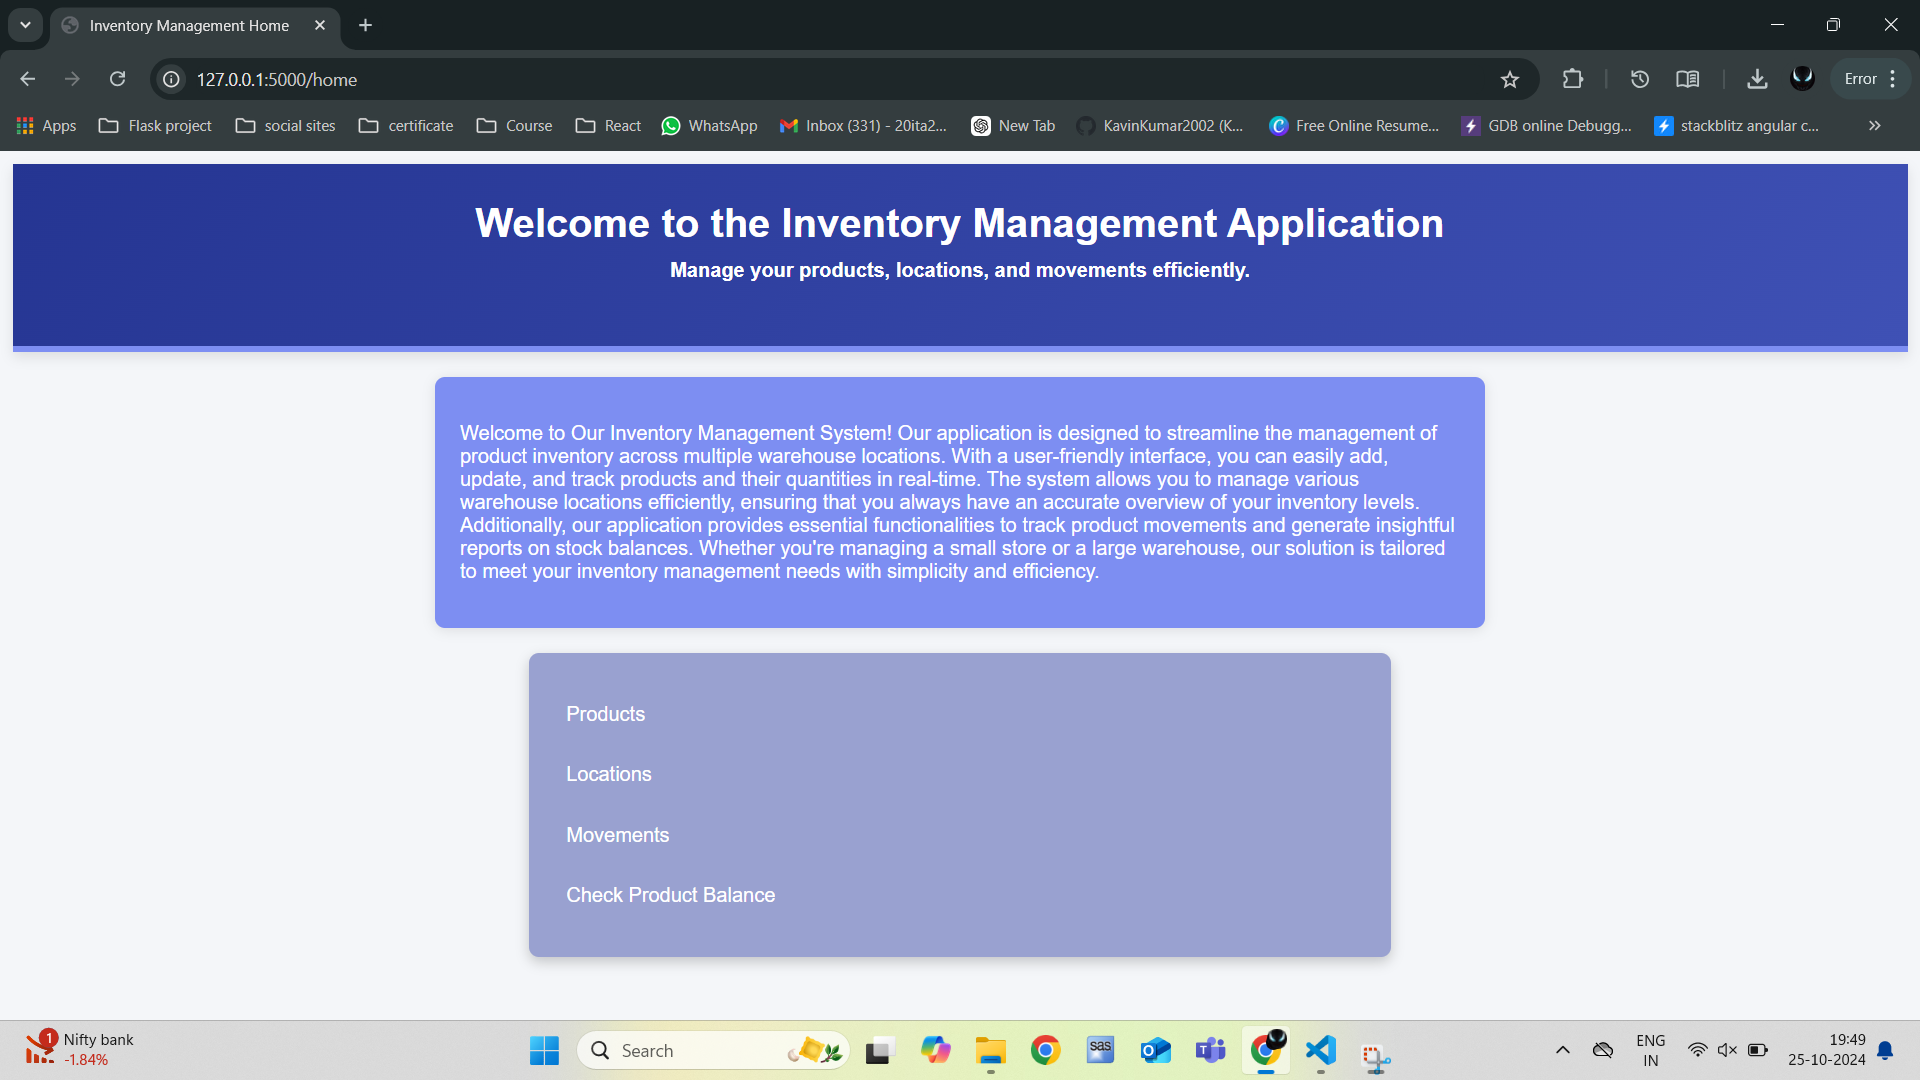 Inventory Management Home
127.0.0.1:5000/home
Error
Apps
Flask project
social sites
certificate
Course
React
WhatsApp
Inbox (331) - 20ita2...
New Tab
KavinKumar2002 (K...
Free Online Resume...
GDB online Debugg...
stackblitz angular c...
Welcome to the Inventory Management Application
Manage your products, locations, and movements efficiently.
Welcome to Our Inventory Management System! Our application is designed to streamline the management of
product inventory across multiple warehouse locations. With a user-friendly interface, you can easily add,
update, and track products and their quantities in real-time. The system allows you to manage various
warehouse locations efficiently, ensuring that you always have an accurate overview of your inventory levels.
Additionally, our application provides essential functionalities to track product movements and generate insightful
reports on stock balances. Whether you're managing a small store or a large warehouse, our solution is tailored
to meet your inventory management needs with simplicity and efficiency.
Products
Locations
Movements
Check Product Balance
1
Nifty bank
-1.84%
Search
sas
ENG
IN
19:49
25-10-2024